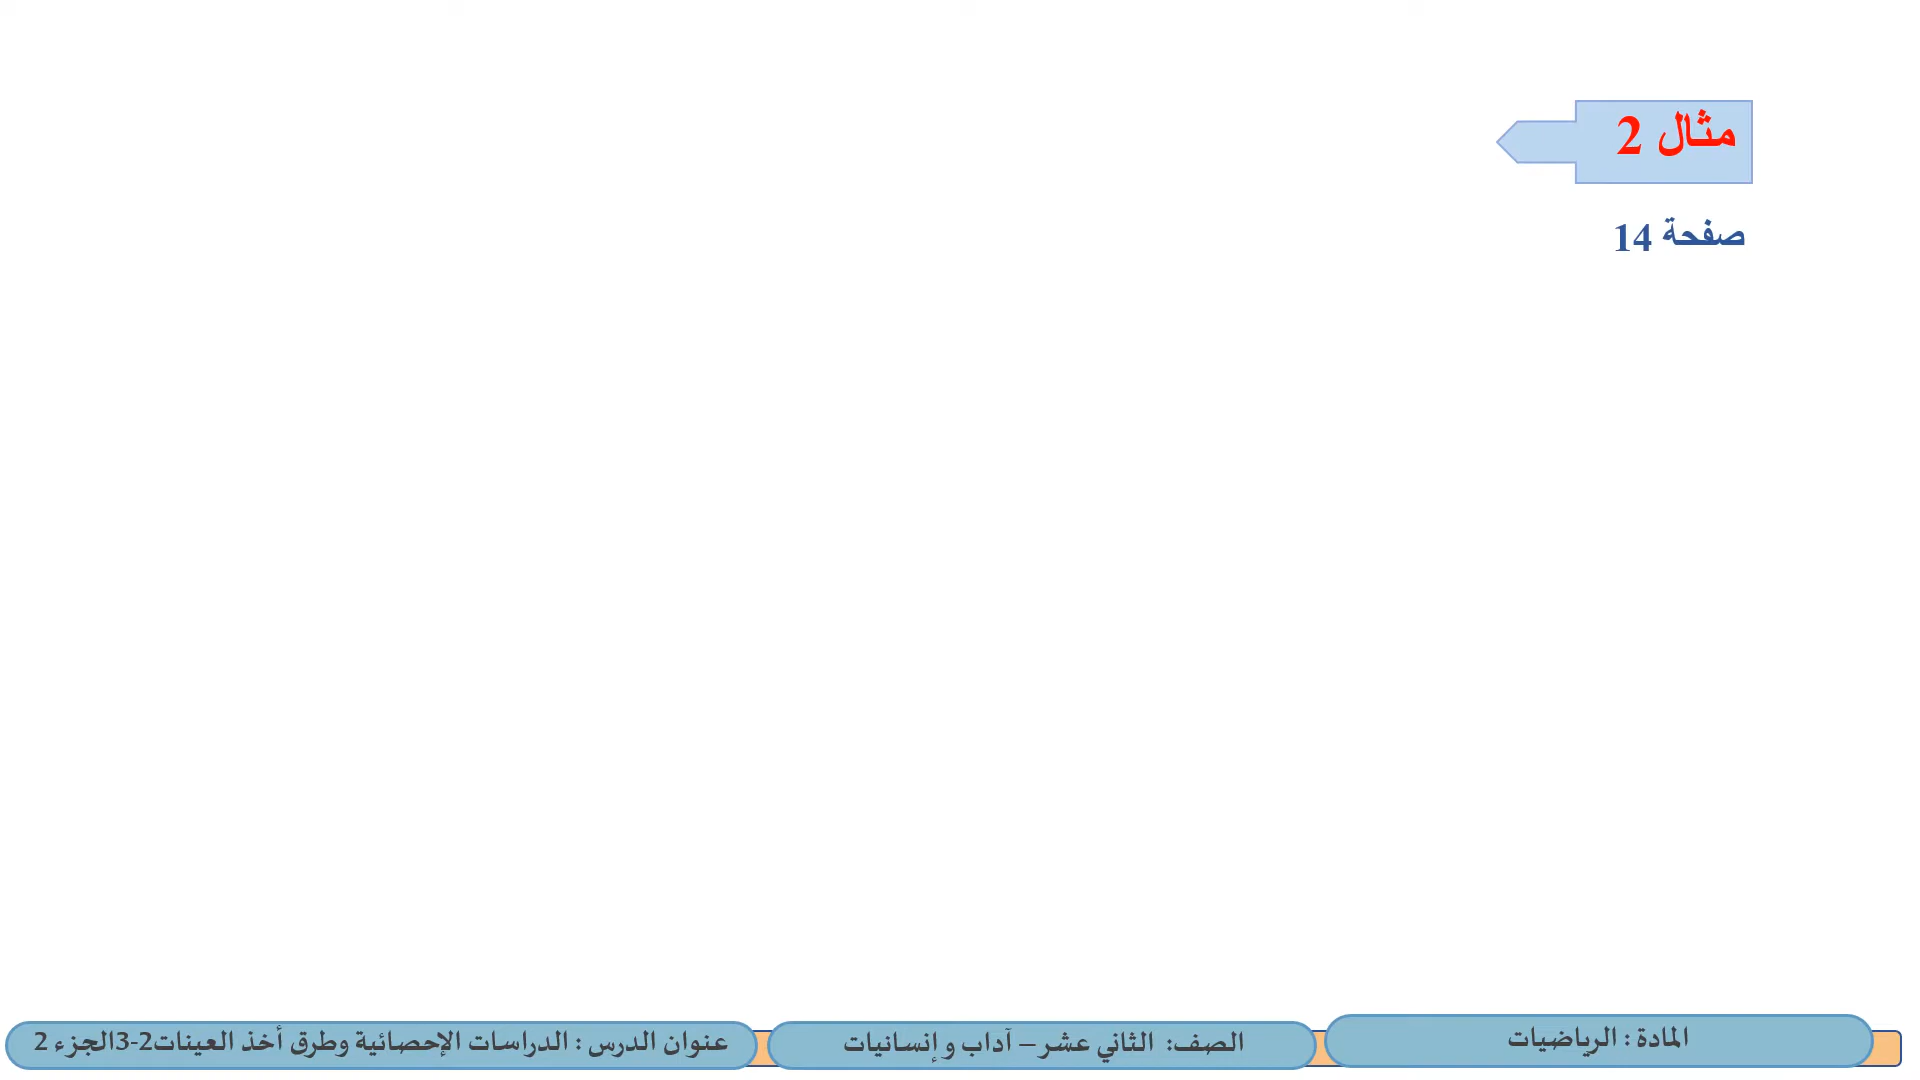 مثال 2
صفحة 14
المادة : الرياضيات
الصف: الثاني عشر – آداب و إنسانيات
عنوان الدرس : الدراسات الإحصائية وطرق أخذ العينات2-3الجزء 2